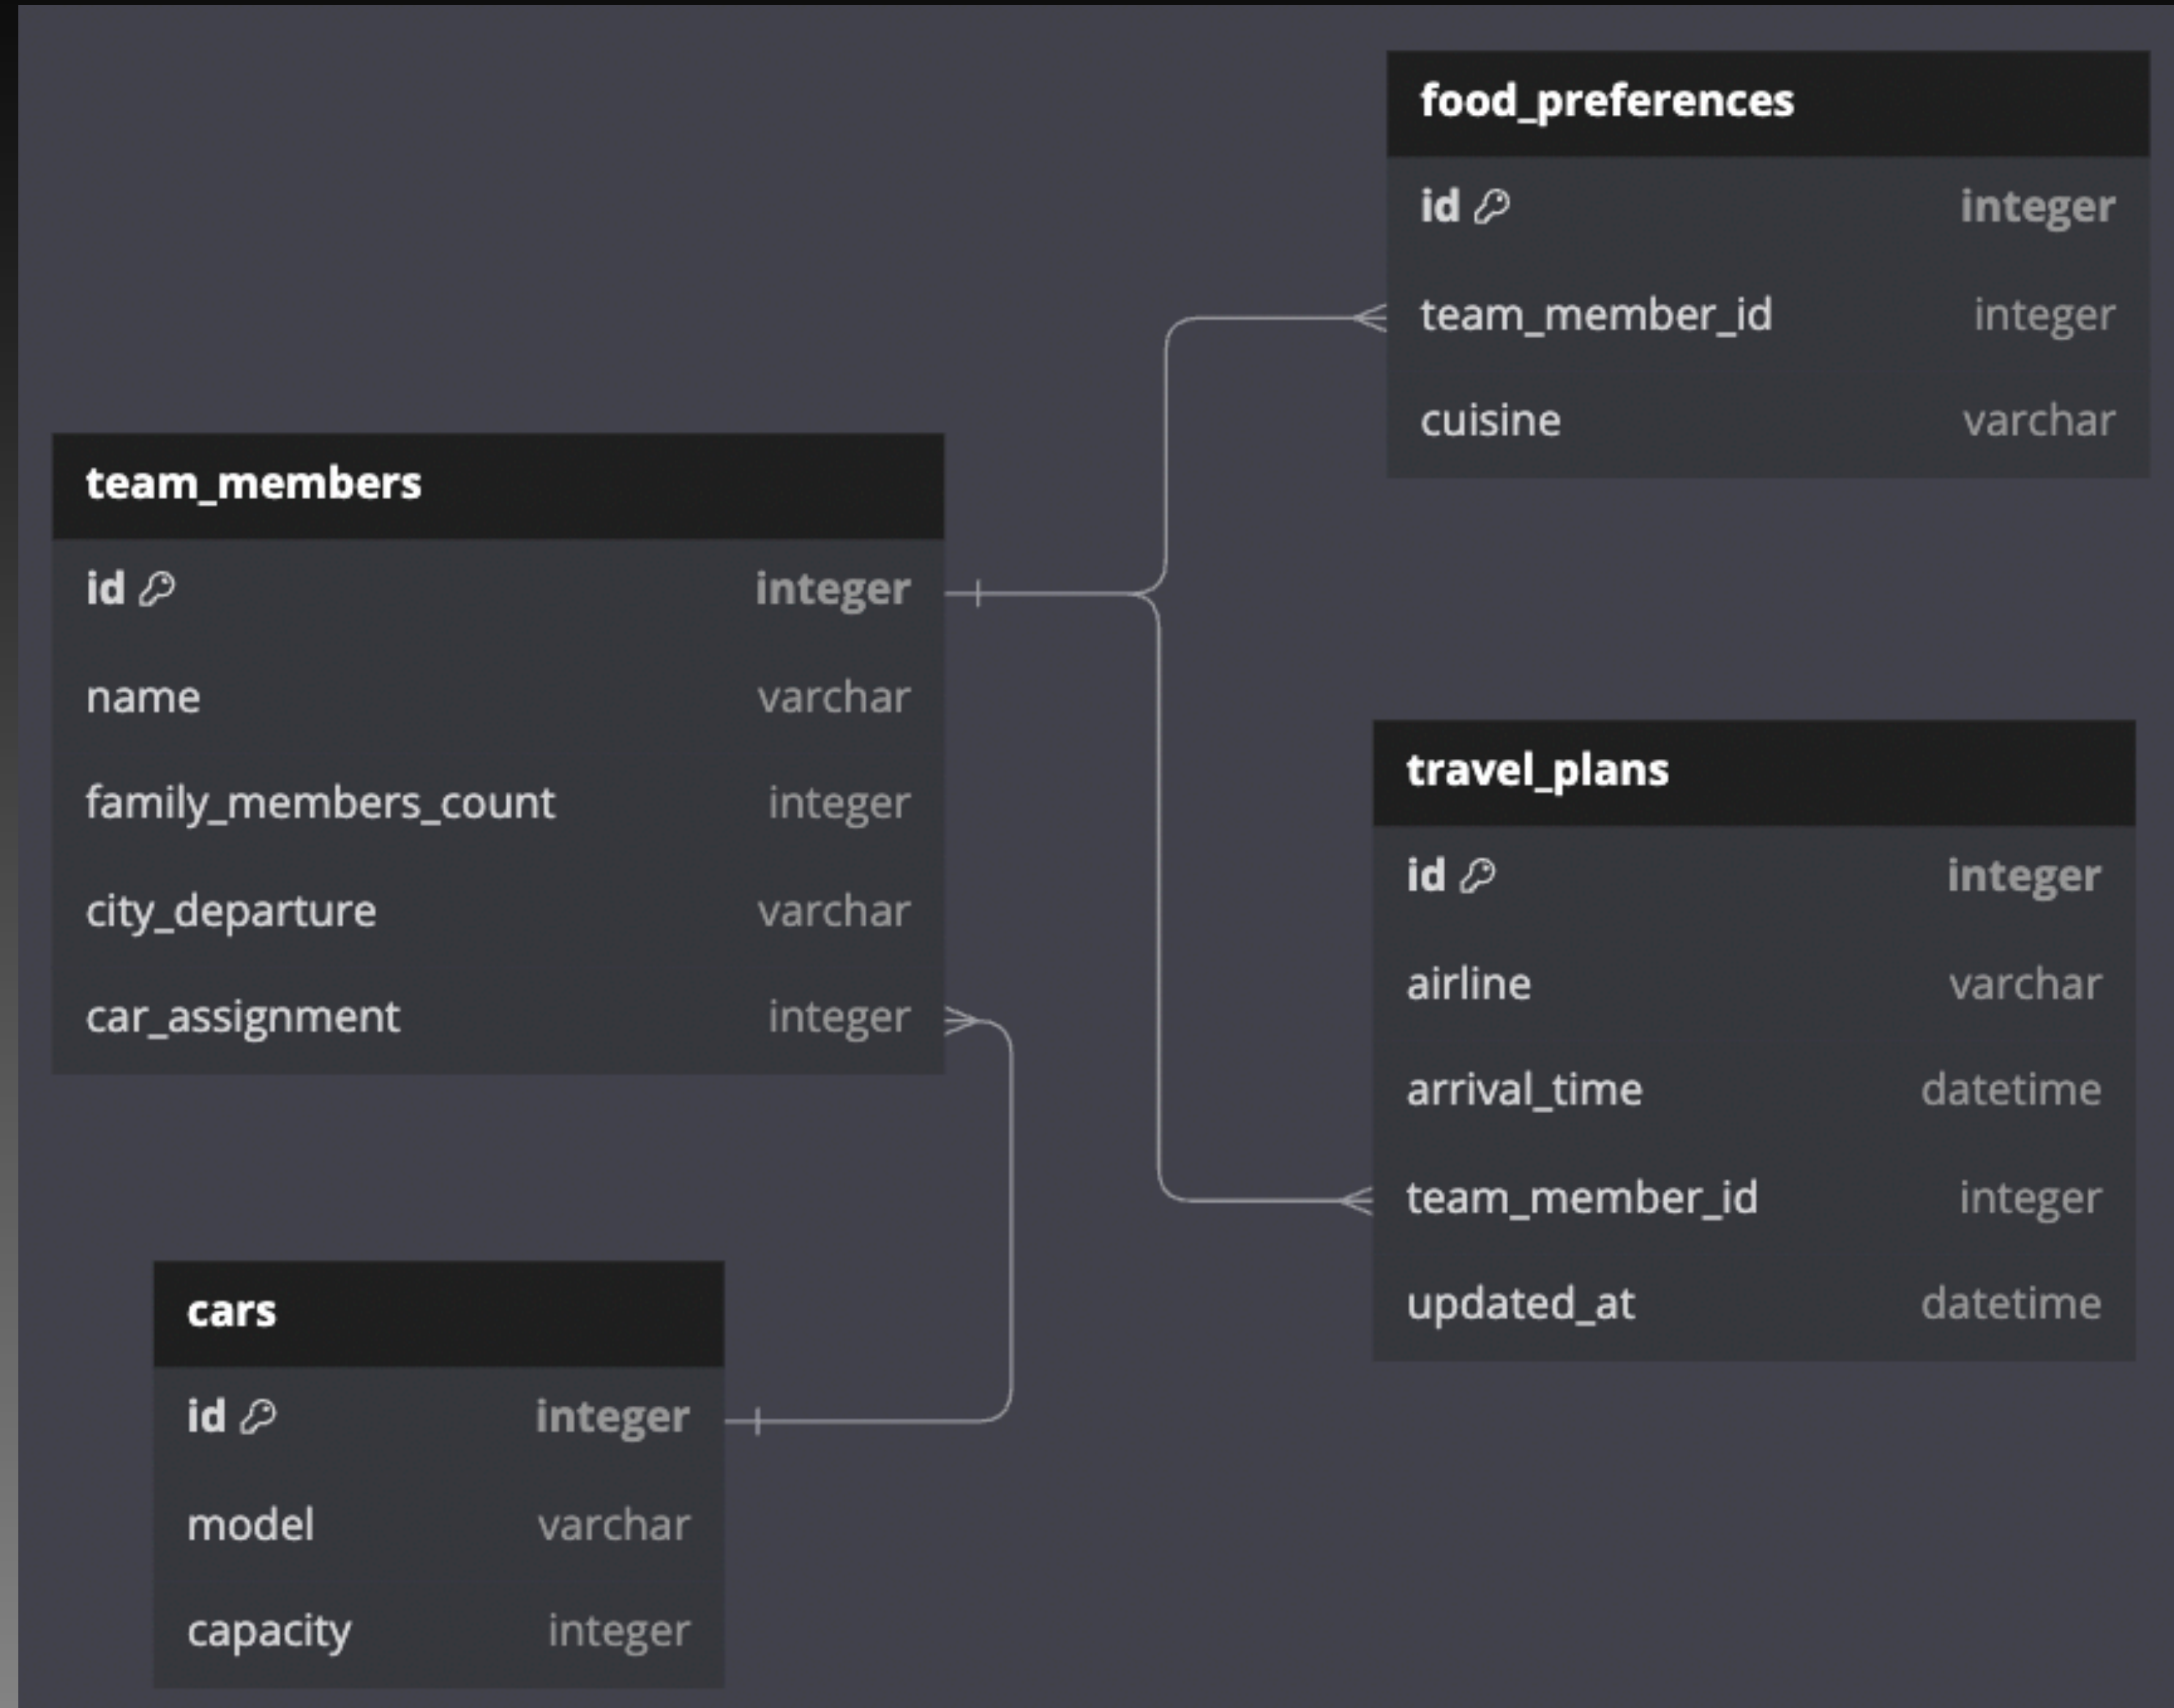 food_preferences
id integer
team_member_id integer
cuisine varchar
team_members
id integer
name varchar
family_members_count integer
city_departure varchar
car_assignment integer
travel_plans
id integer
airline varchar
arrival_time datetime
team_member_id integer
updated_at datetime
cars
id integer
model varchar
capacity integer